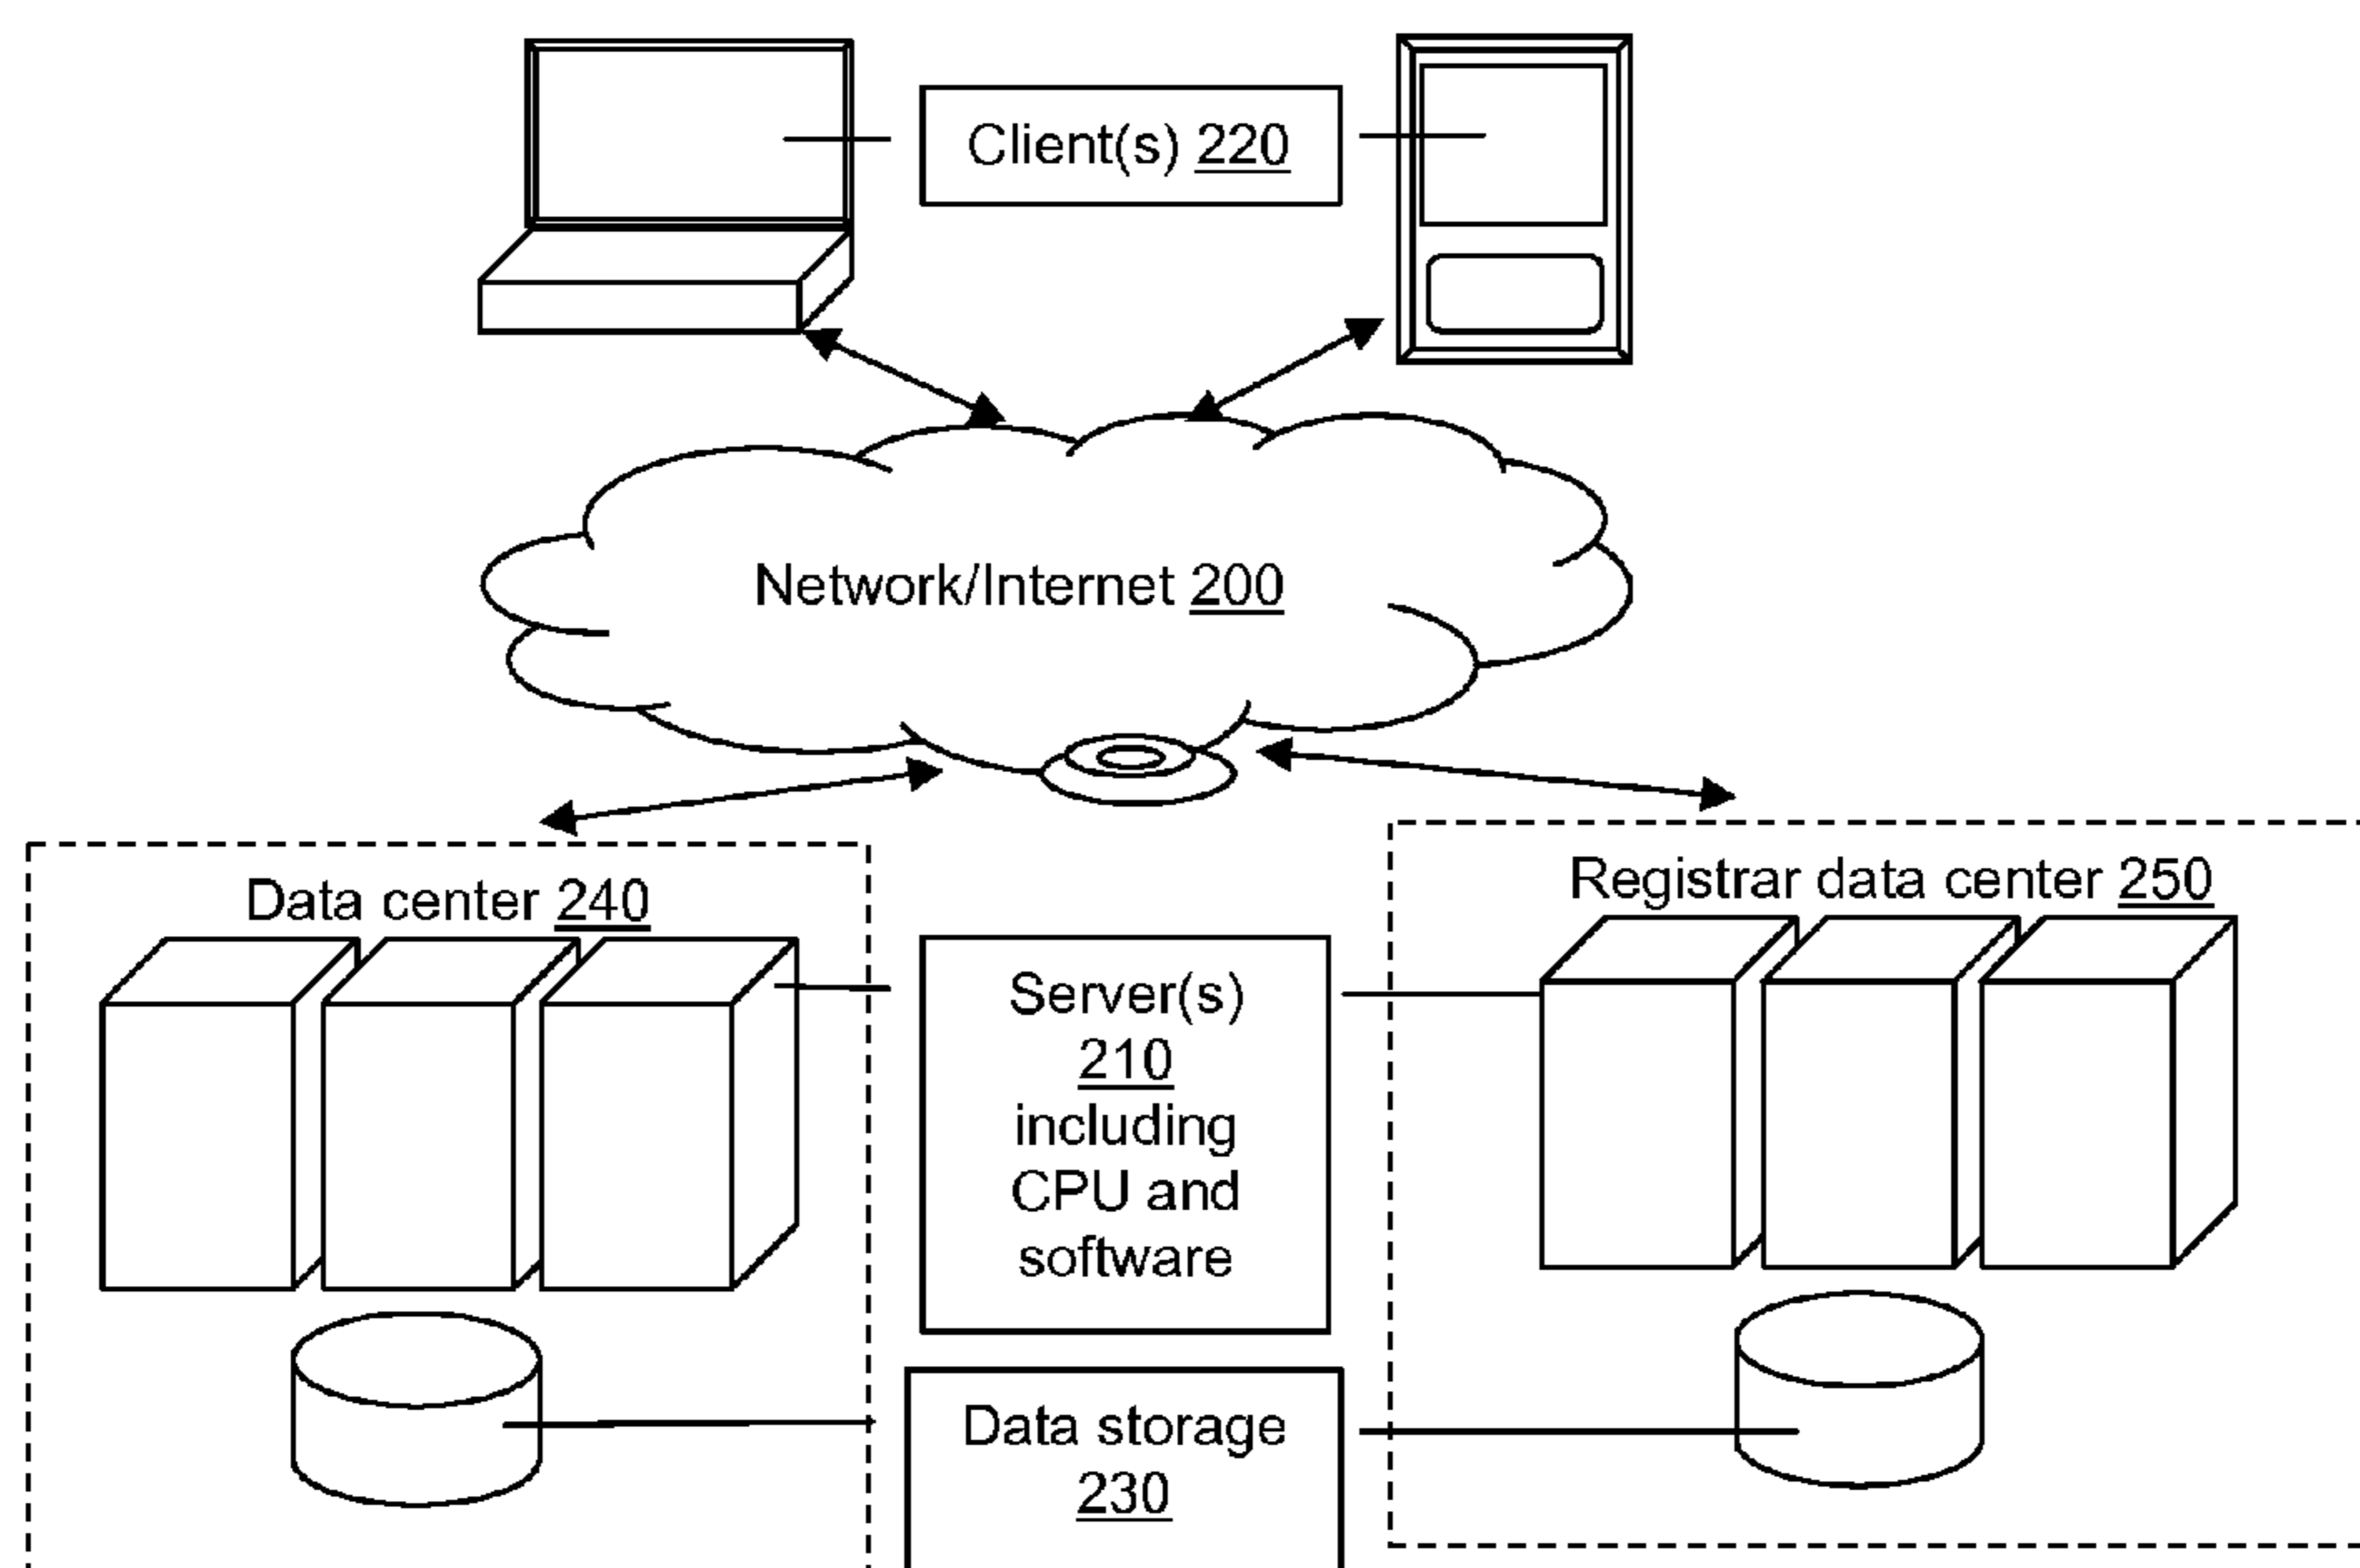 Client(s) 220
Network/Internet 200
Data center 240
Registrar data center 250
Server(s)
210
including
CPU and
software
Data storage
230